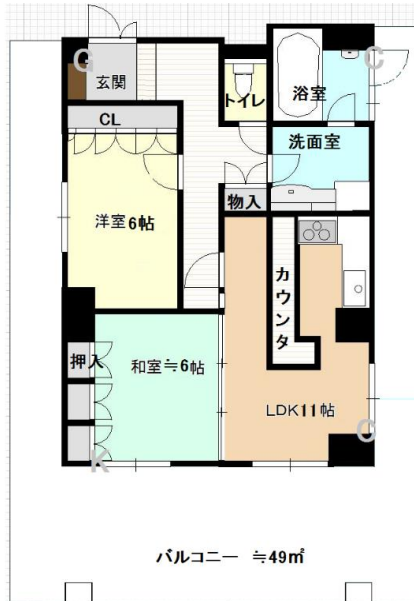 G
玄関
C
浴室
トイレ
CL
洗面室
洋室6帖
物入
カウンタ
押入
和室≒6帖
LDK11帖
C
K
バルコニー ≒49㎡